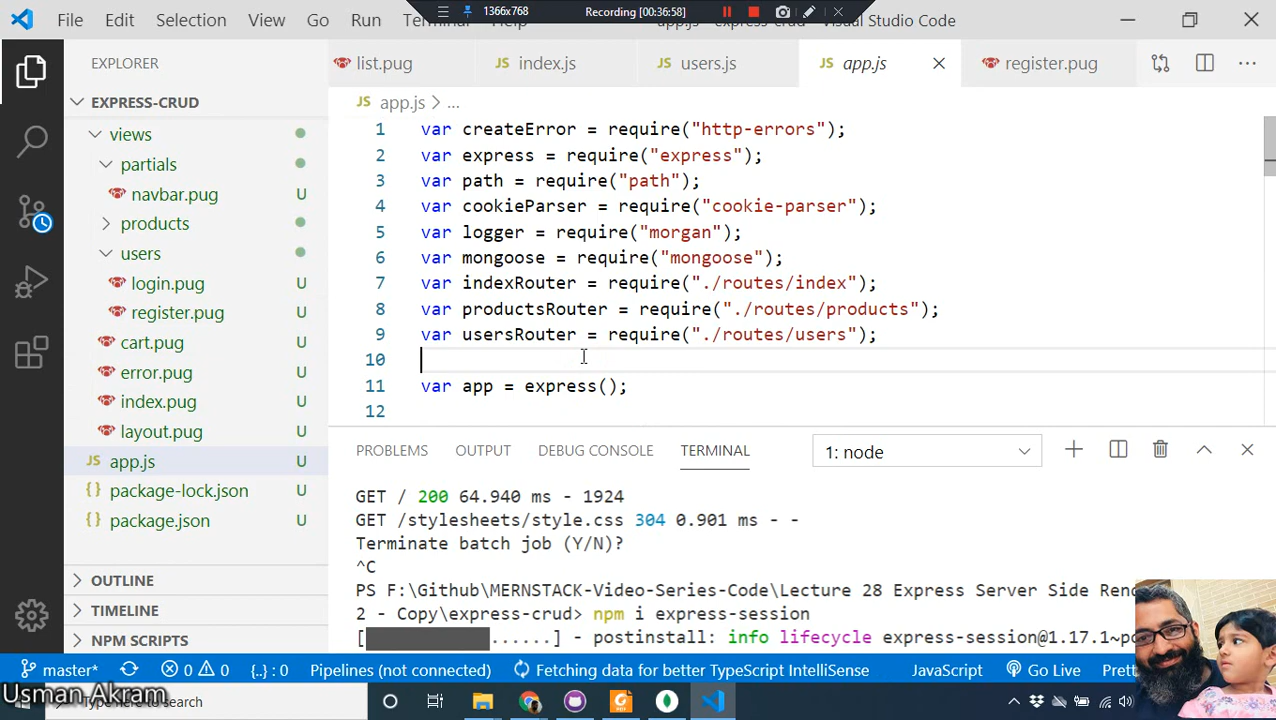 1366x768 Recording [00:36:58]
File Edit Selection View Go Run Terminal Help Visual Studio Code
EXPLORER
list.pug index.js users.js app.js register.pug
EXPRESS-CRUD
app.js > ...
views
partials
navbar.pug U
products
users
login.pug U
register.pug U
cart.pug U
error.pug U
index.pug U
layout.pug U
app.js U
package-lock.json U
package.json U
OUTLINE
TIMELINE
NPM SCRIPTS
1 var createError = require("http-errors");
2 var express = require("express");
3 var path = require("path");
4 var cookieParser = require("cookie-parser");
5 var logger = require("morgan");
6 var mongoose = require("mongoose");
7 var indexRouter = require("./routes/index");
8 var productsRouter = require("./routes/products");
9 var usersRouter = require("./routes/users");
10
11 var app = express();
12
PROBLEMS OUTPUT DEBUG CONSOLE TERMINAL 1: node
GET / 200 64.940 ms - 1924
GET /stylesheets/style.css 304 0.901 ms - -
Terminate batch job (Y/N)?
^C
PS F:\Github\MERNSTACK-Video-Series-Code\Lecture 28 Express Server Side
2 - Copy\express-crud> npm i express-session
[ ......] - postinstall: info lifecycle express-session@1.17.1~
master* 0 0 {..}: 0 Pipelines (not connected) Fetching data for better TypeScript IntelliSense JavaScript Go Live
Usman Akram
Type here to search